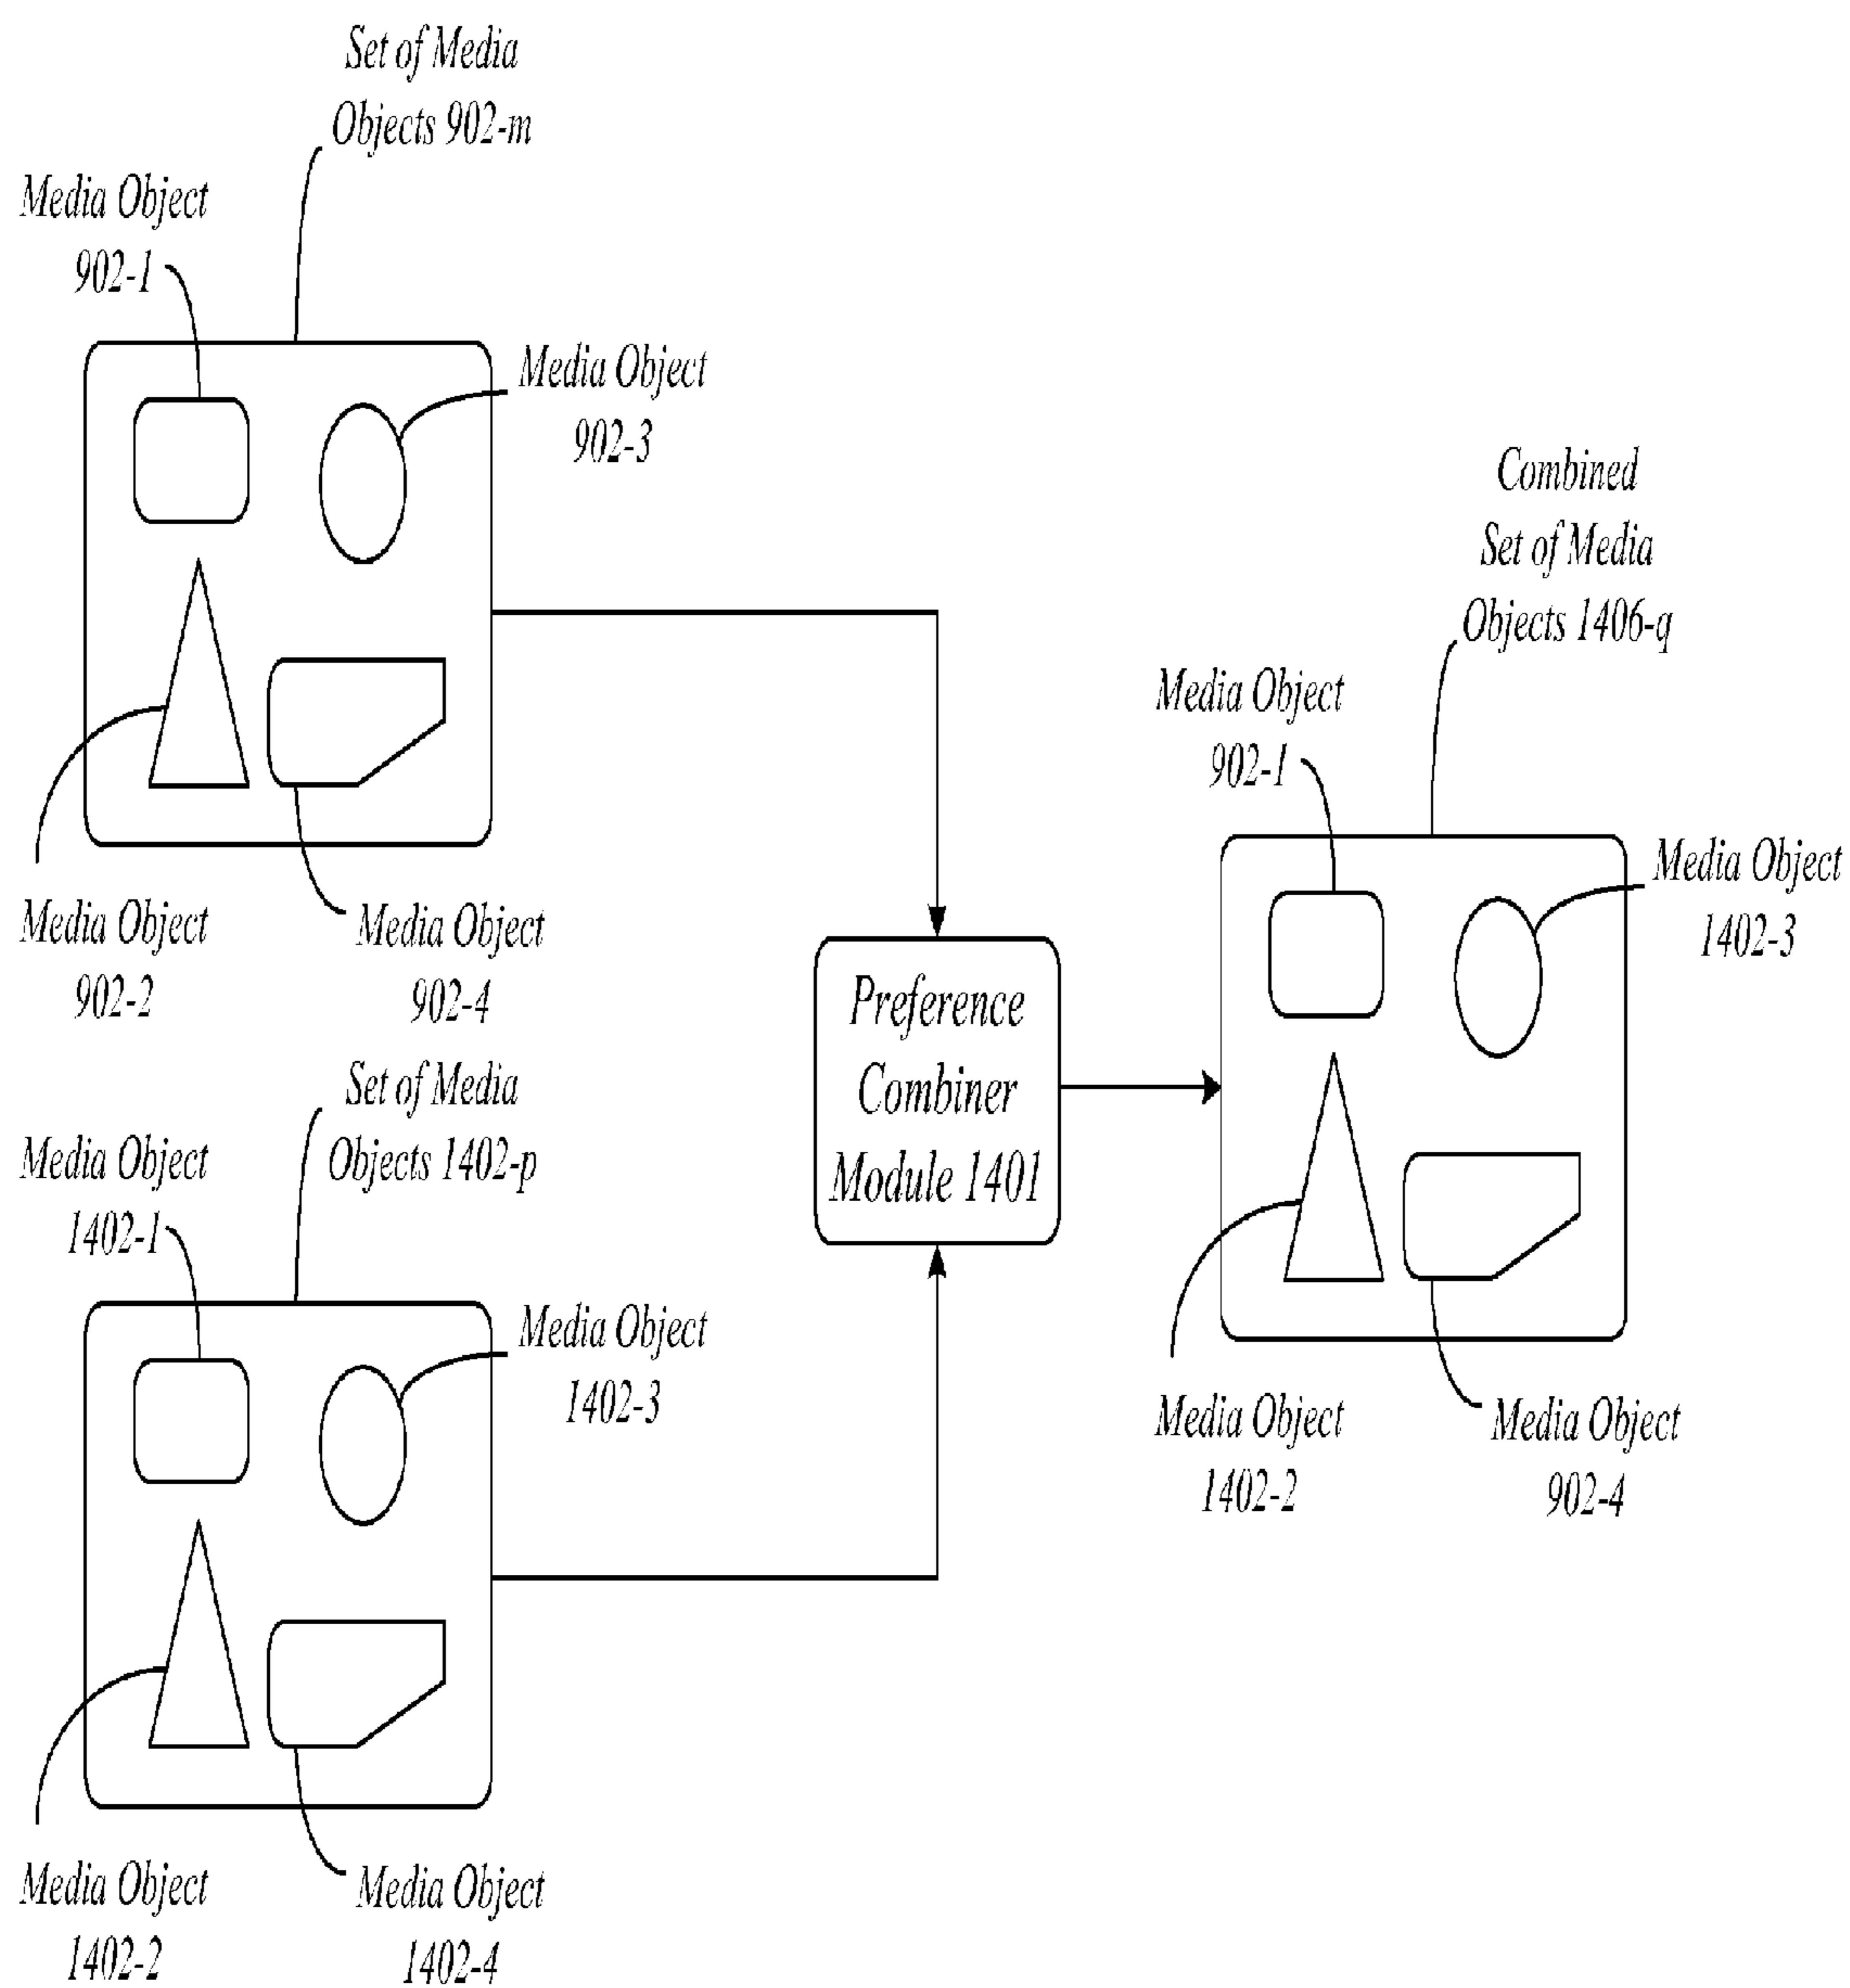 Set of Media
Objects 902-m
Media Object
902-1
Media Object
902-3
Media Object
902-2
Media Object
902-4
Set of Media
Objects 1402-p
Media Object
1402-1
Media Object
1402-3
Media Object
1402-2
Media Object
1402-4
Preference
Combiner
Module 1401
Combined
Set of Media
Objects 1406-q
Media Object
902-1
Media Object
1402-3
Media Object
1402-2
Media Object
902-4